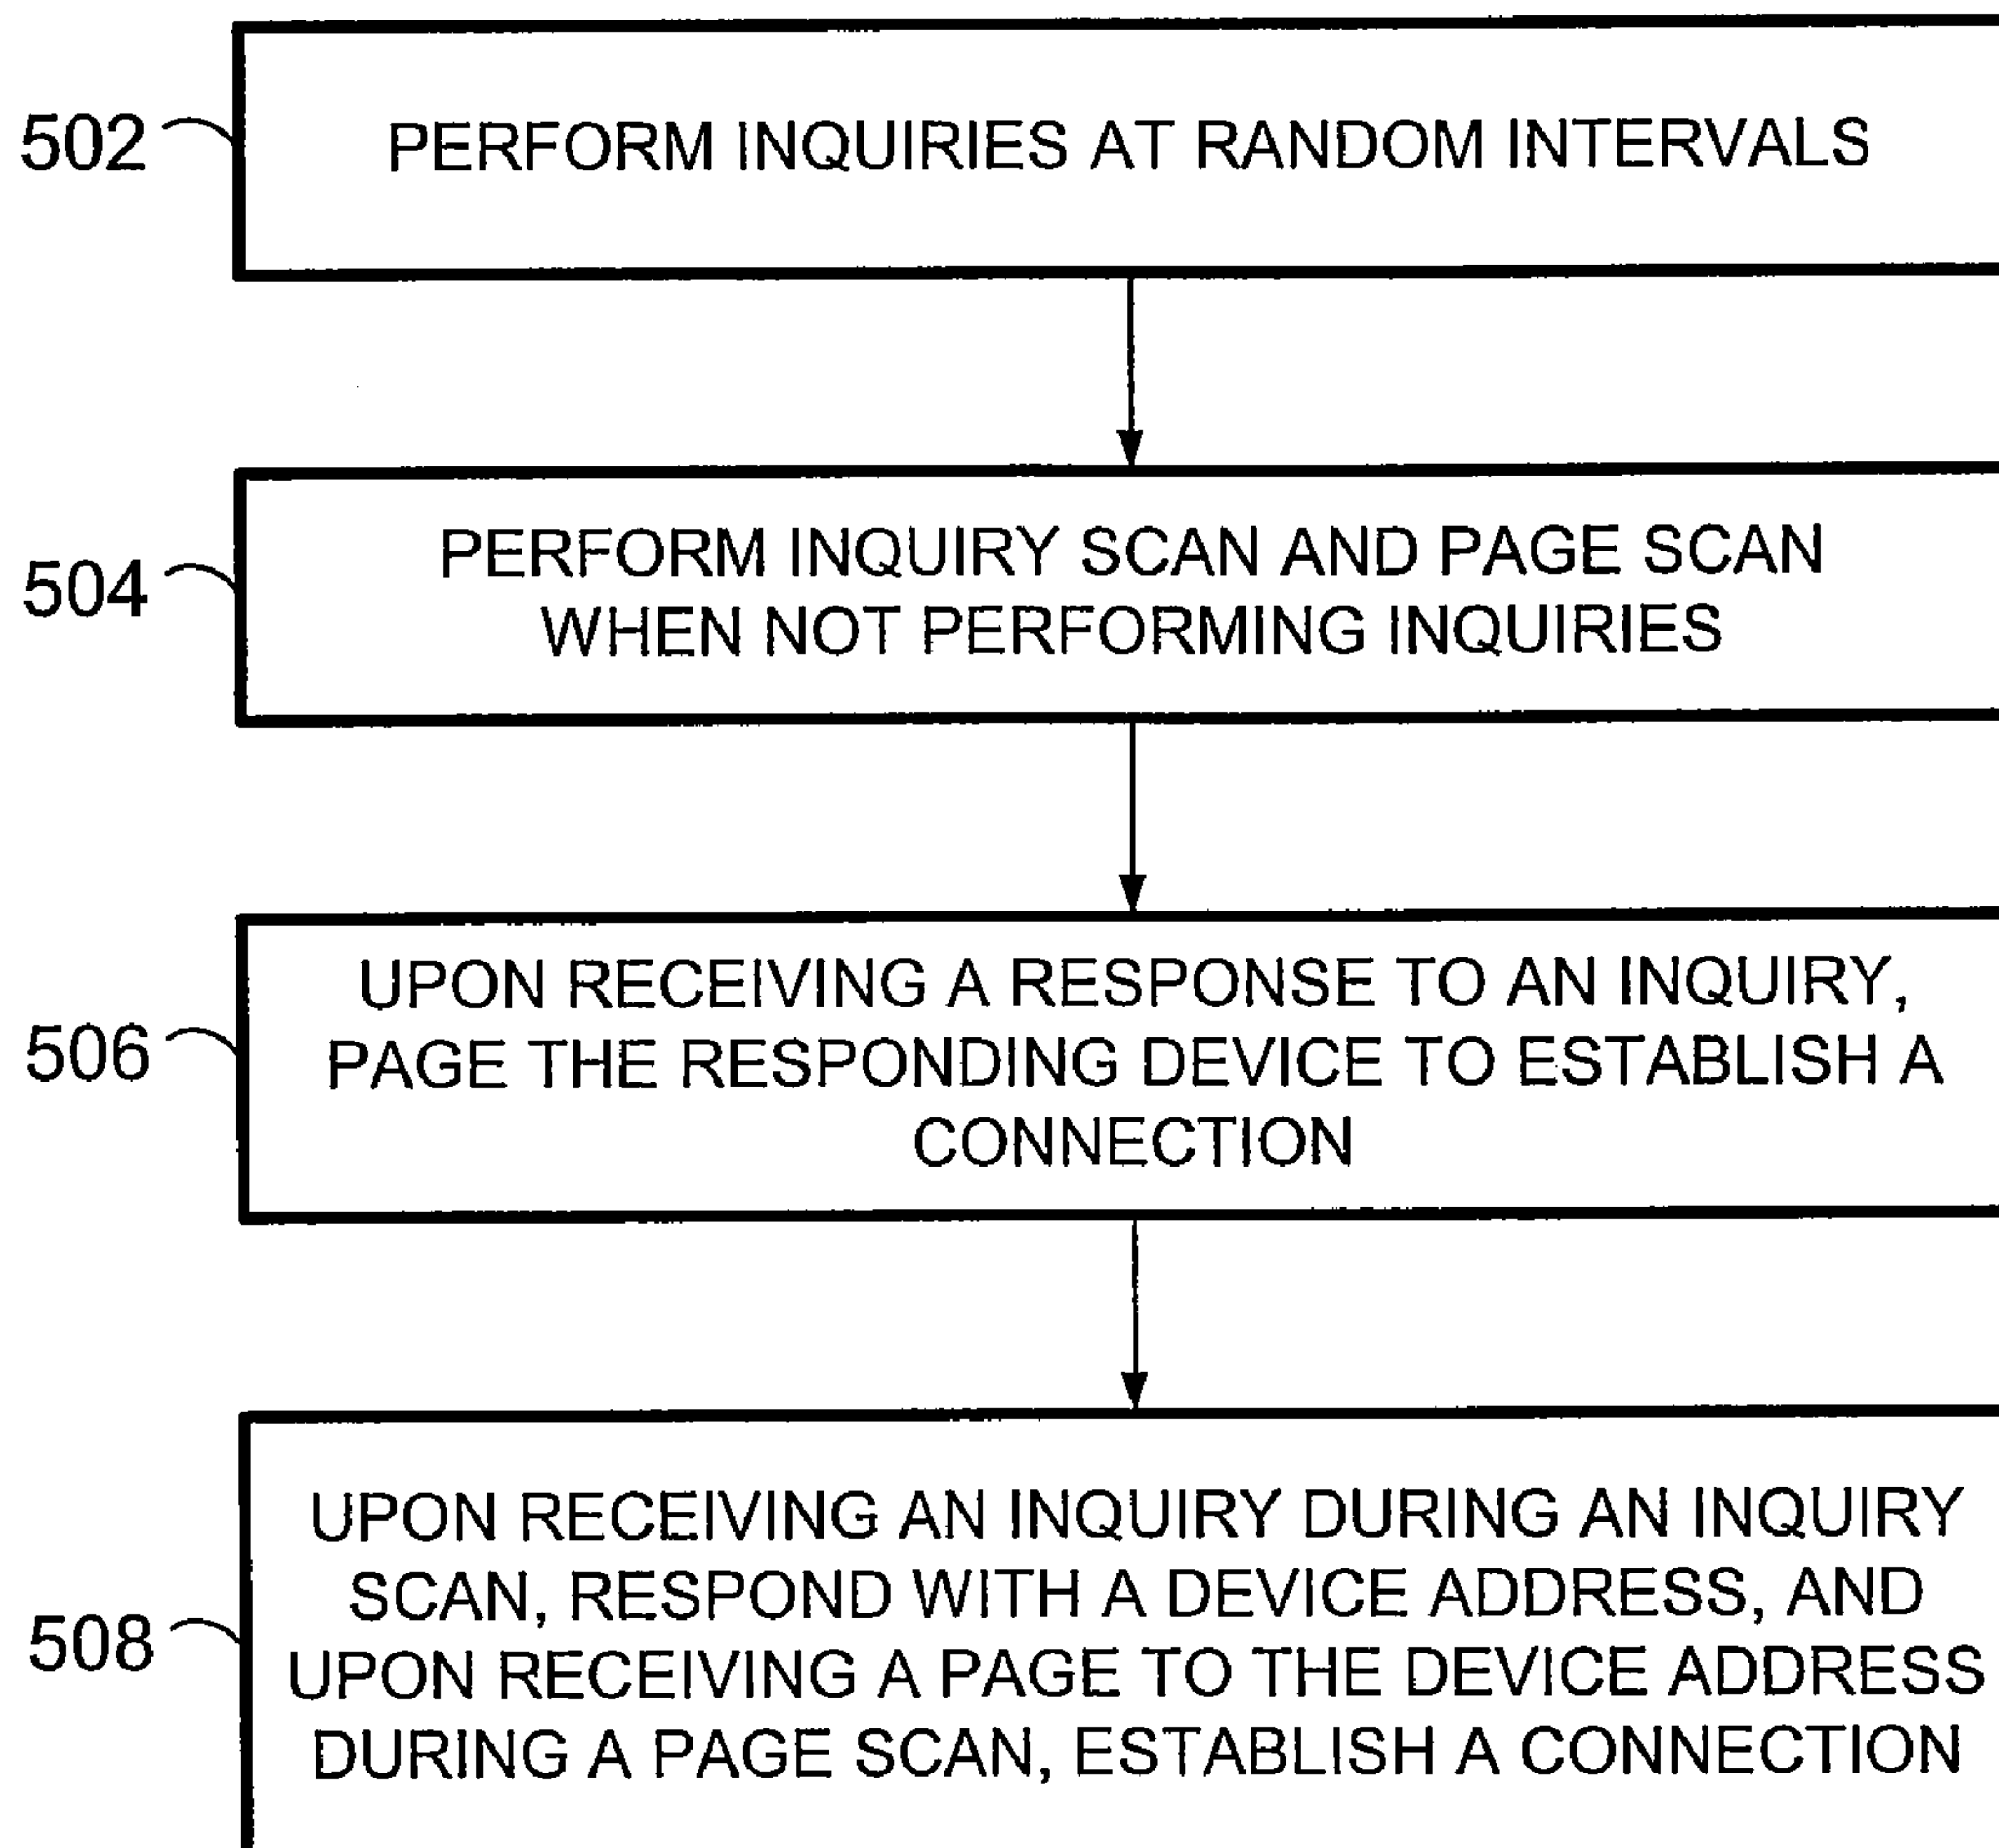 502
PERFORM INQUIRIES AT RANDOM INTERVALS
504
PERFORM INQUIRY SCAN AND PAGE SCAN
WHEN NOT PERFORMING INQUIRIES
506
UPON RECEIVING A RESPONSE TO AN INQUIRY,
PAGE THE RESPONDING DEVICE TO ESTABLISH A
CONNECTION
508
UPON RECEIVING AN INQUIRY DURING AN INQUIRY
SCAN, RESPOND WITH A DEVICE ADDRESS, AND
UPON RECEIVING A PAGE TO THE DEVICE ADDRESS
DURING A PAGE SCAN, ESTABLISH A CONNECTION